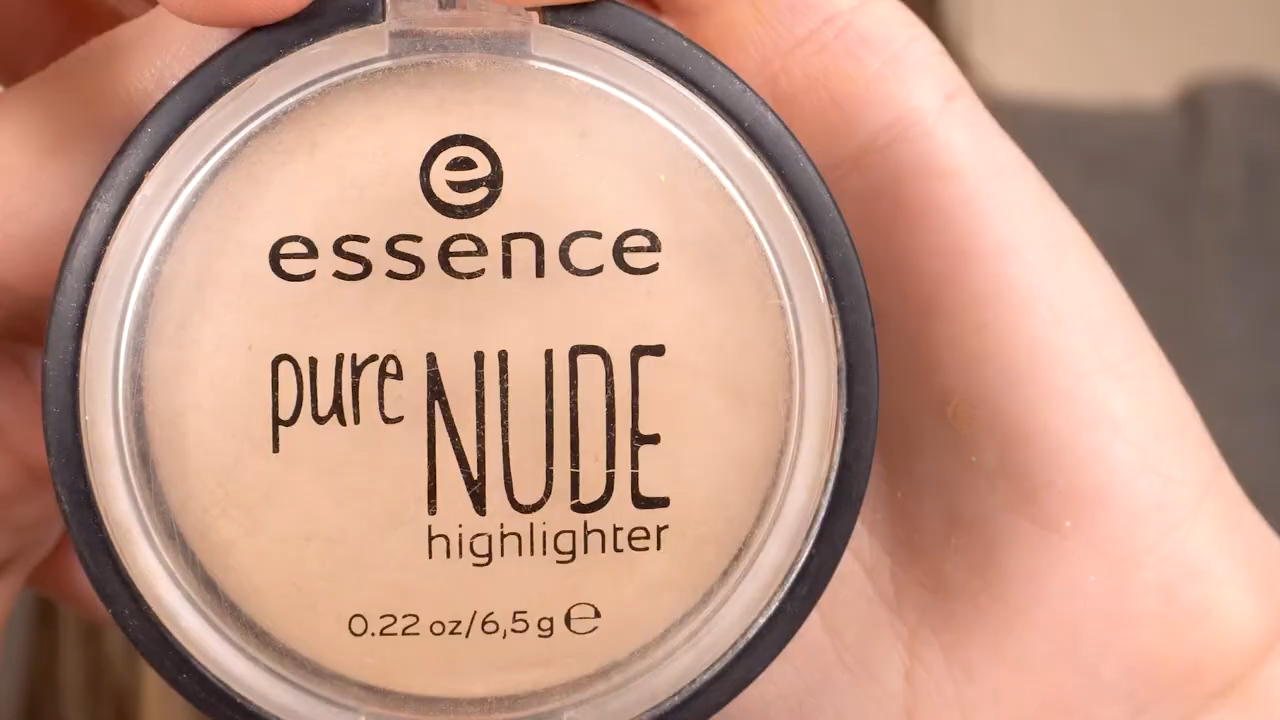 e
essence
pure NUDE
highlighter
0.22 oz/6,5g ℮